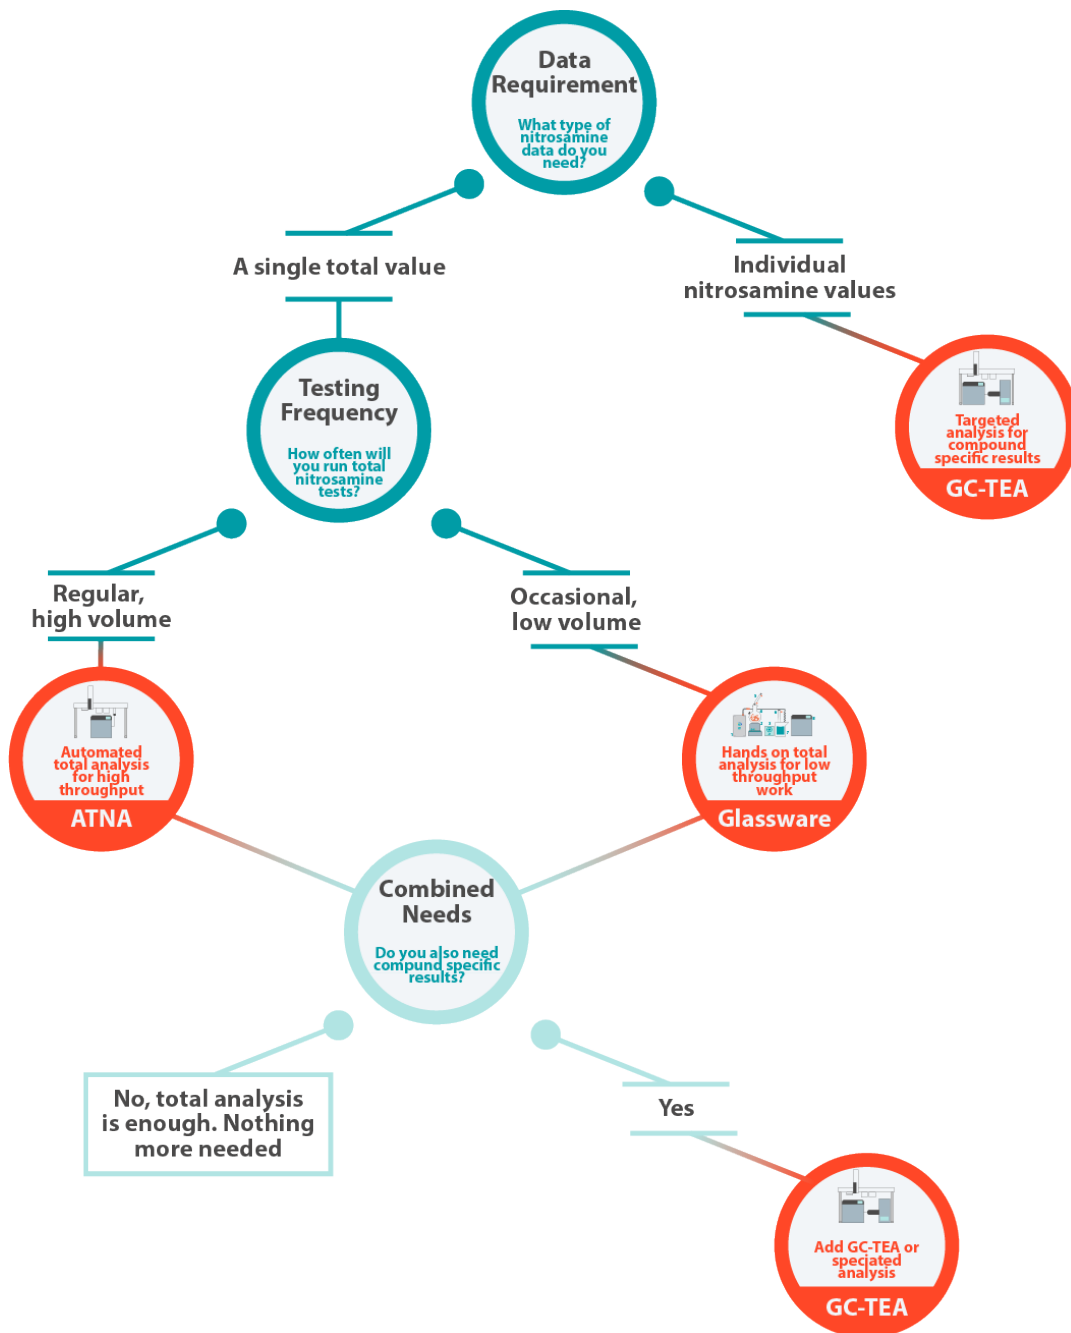 Data
Requirement
What type of
nitrosamine
data do you
need?
A single total value
Individual
nitrosamine values
Testing
Frequency
How often will
you run total
nitrosamine
tests?
Targeted
analysis for
compound
specific results
GC-TEA
Regular,
high volume
Occasional,
low volume
Automated
total analysis
for high
throughput
ATNA
Hands on total
analysis for low
throughput
work
Glassware
Combined
Needs
Do you also need
compund specific
results?
No, total analysis
is enough. Nothing
more needed
Yes
Add GC-TEA or
speciated
analysis
GC-TEA